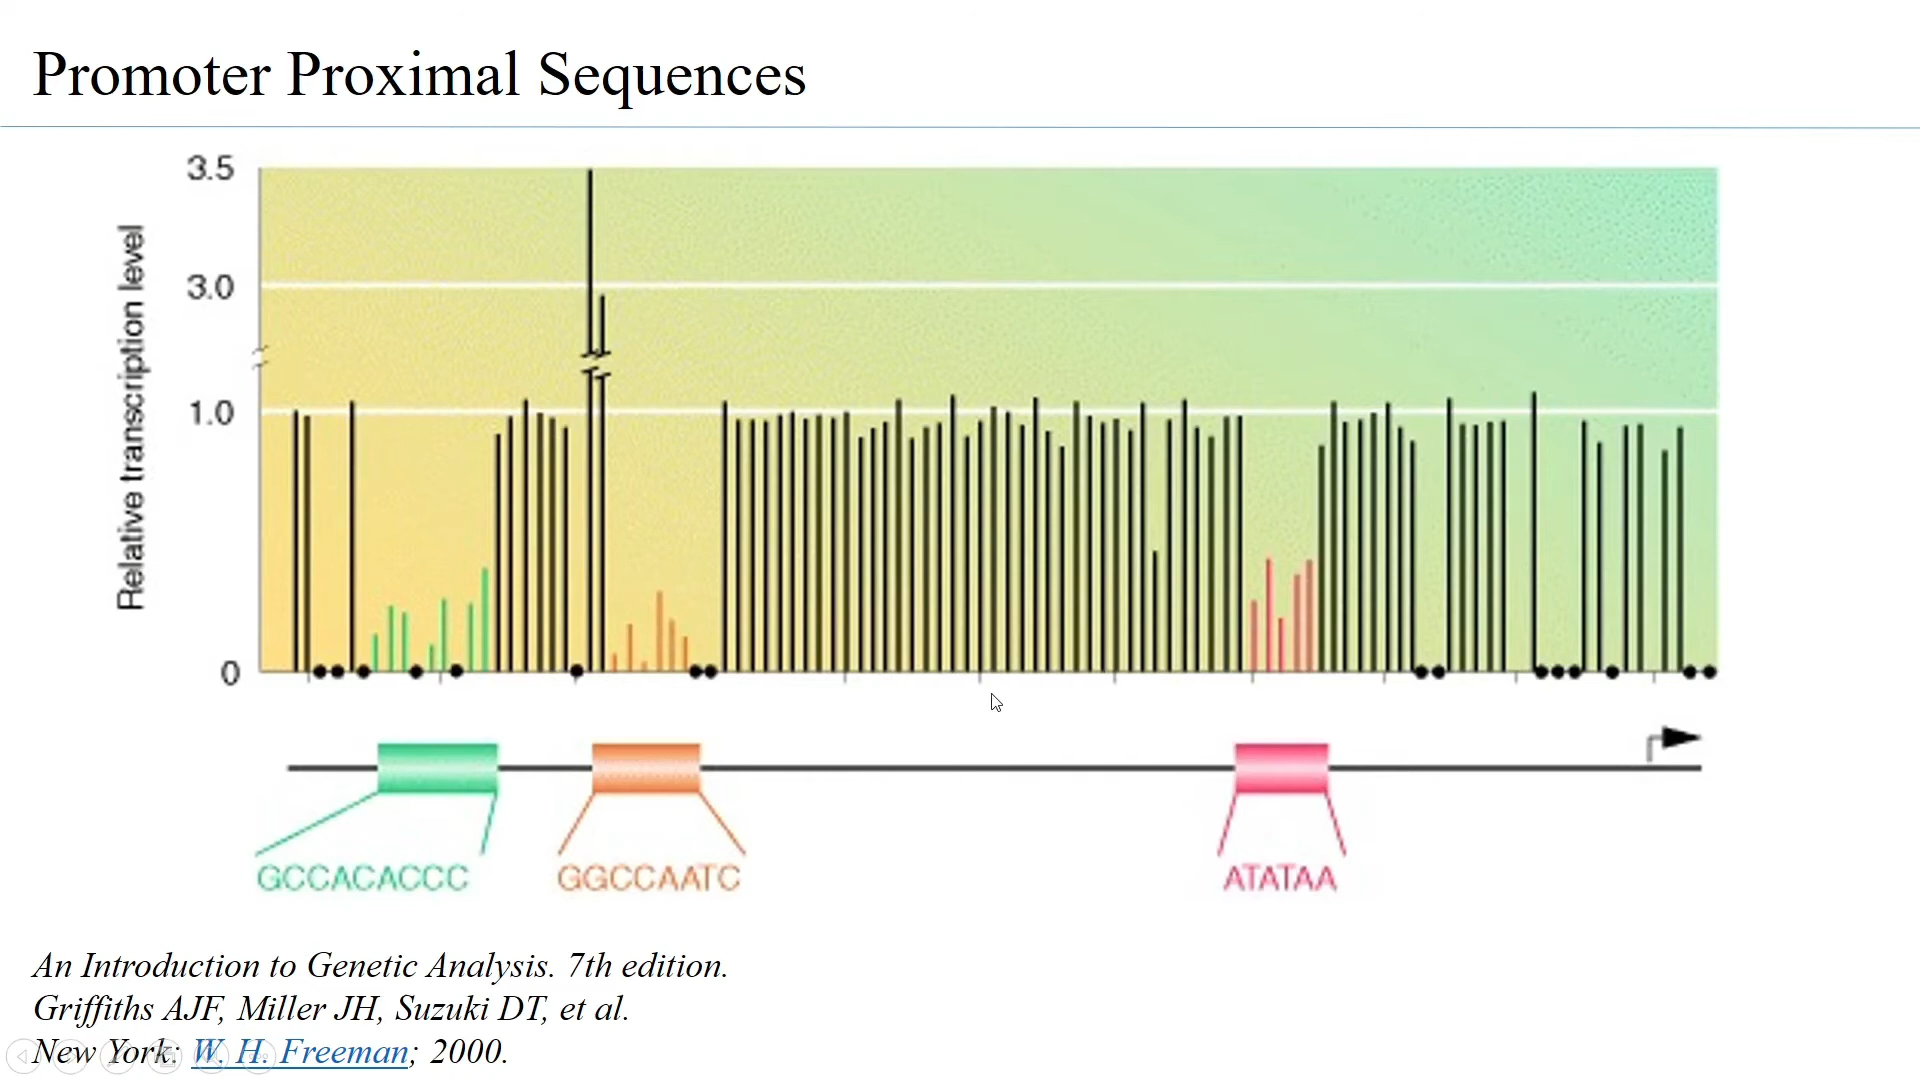 Promoter Proximal Sequences
3.5
3.0
1.0
0
Relative transcription level
GCCACACCC
GGCCAATC
ATATAA
An Introduction to Genetic Analysis. 7th edition.
Griffiths AJF, Miller JH, Suzuki DT, et al.
New York: W. H. Freeman; 2000.